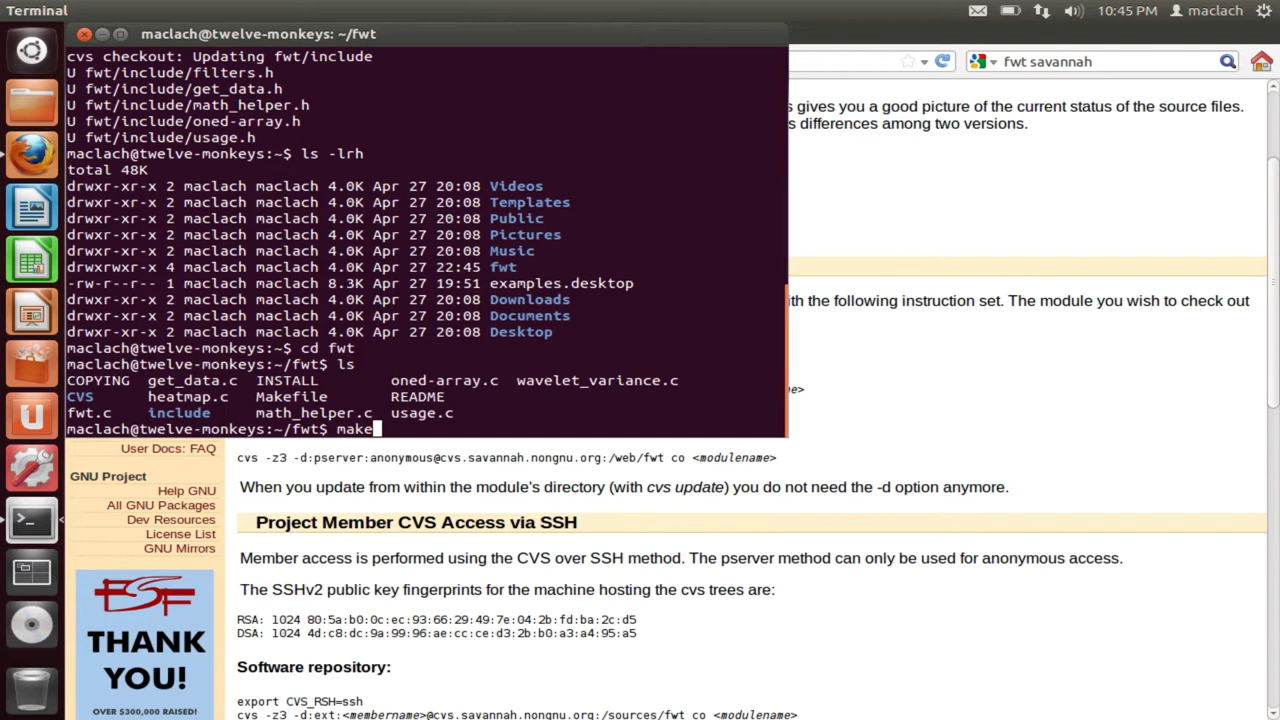 Terminal
10:45 PM
maclach
maclach@twelve-monkeys: ~/fwt
fwt savannah
cvs checkout: Updating fwt/include
U fwt/include/filters.h
U fwt/include/get_data.h
U fwt/include/math_helper.h
U fwt/include/oned-array.h
U fwt/include/usage.h
maclach@twelve-monkeys:~$ ls -lrh
total 48K
drwxr-xr-x 2 maclach maclach 4.0K Apr 27 20:08 Videos
drwxr-xr-x 2 maclach maclach 4.0K Apr 27 20:08 Templates
drwxr-xr-x 2 maclach maclach 4.0K Apr 27 20:08 Public
drwxr-xr-x 2 maclach maclach 4.0K Apr 27 20:08 Pictures
drwxr-xr-x 2 maclach maclach 4.0K Apr 27 20:08 Music
drwxrwxr-x 4 maclach maclach 4.0K Apr 27 22:45 fwt
-rw-r--r-- 1 maclach maclach 8.3K Apr 27 19:51 examples.desktop
drwxr-xr-x 2 maclach maclach 4.0K Apr 27 20:08 Downloads
drwxr-xr-x 2 maclach maclach 4.0K Apr 27 20:08 Documents
drwxr-xr-x 2 maclach maclach 4.0K Apr 27 20:08 Desktop
maclach@twelve-monkeys:~$ cd fwt
maclach@twelve-monkeys:~/fwt$ ls
COPYING get_data.c INSTALL oned-array.c wavelet_variance.c
CVS heatmap.c Makefile README
fwt.c include math_helper.c usage.c
maclach@twelve-monkeys:~/fwt$ make
s gives you a good picture of the current status of the source files.
s differences among two versions.
ith the following instruction set. The module you wish to check out
ne>
User Docs: FAQ
GNU Project
Help GNU
All GNU Packages
Dev Resources
License List
GNU Mirrors
FSF
THANK
YOU!
OVER $300,000 RAISED!
cvs -z3 -d:pserver:anonymous@cvs.savannah.nongnu.org:/web/fwt co <modulename>
When you update from within the module's directory (with cvs update) you do not need the -d option anymore.
Project Member CVS Access via SSH
Member access is performed using the CVS over SSH method. The pserver method can only be used for anonymous access.
The SSHv2 public key fingerprints for the machine hosting the cvs trees are:
RSA: 1024 80:5a:b0:0c:ec:93:66:29:49:7e:04:2b:fd:ba:2c:d5
DSA: 1024 4d:c8:dc:9a:99:96:ae:cc:ce:d3:2b:b0:a3:a4:95:a5
Software repository:
export CVS_RSH=ssh
cvs -z3 -d:ext:<membername>@cvs.savannah.nongnu.org:/sources/fwt co <modulename>